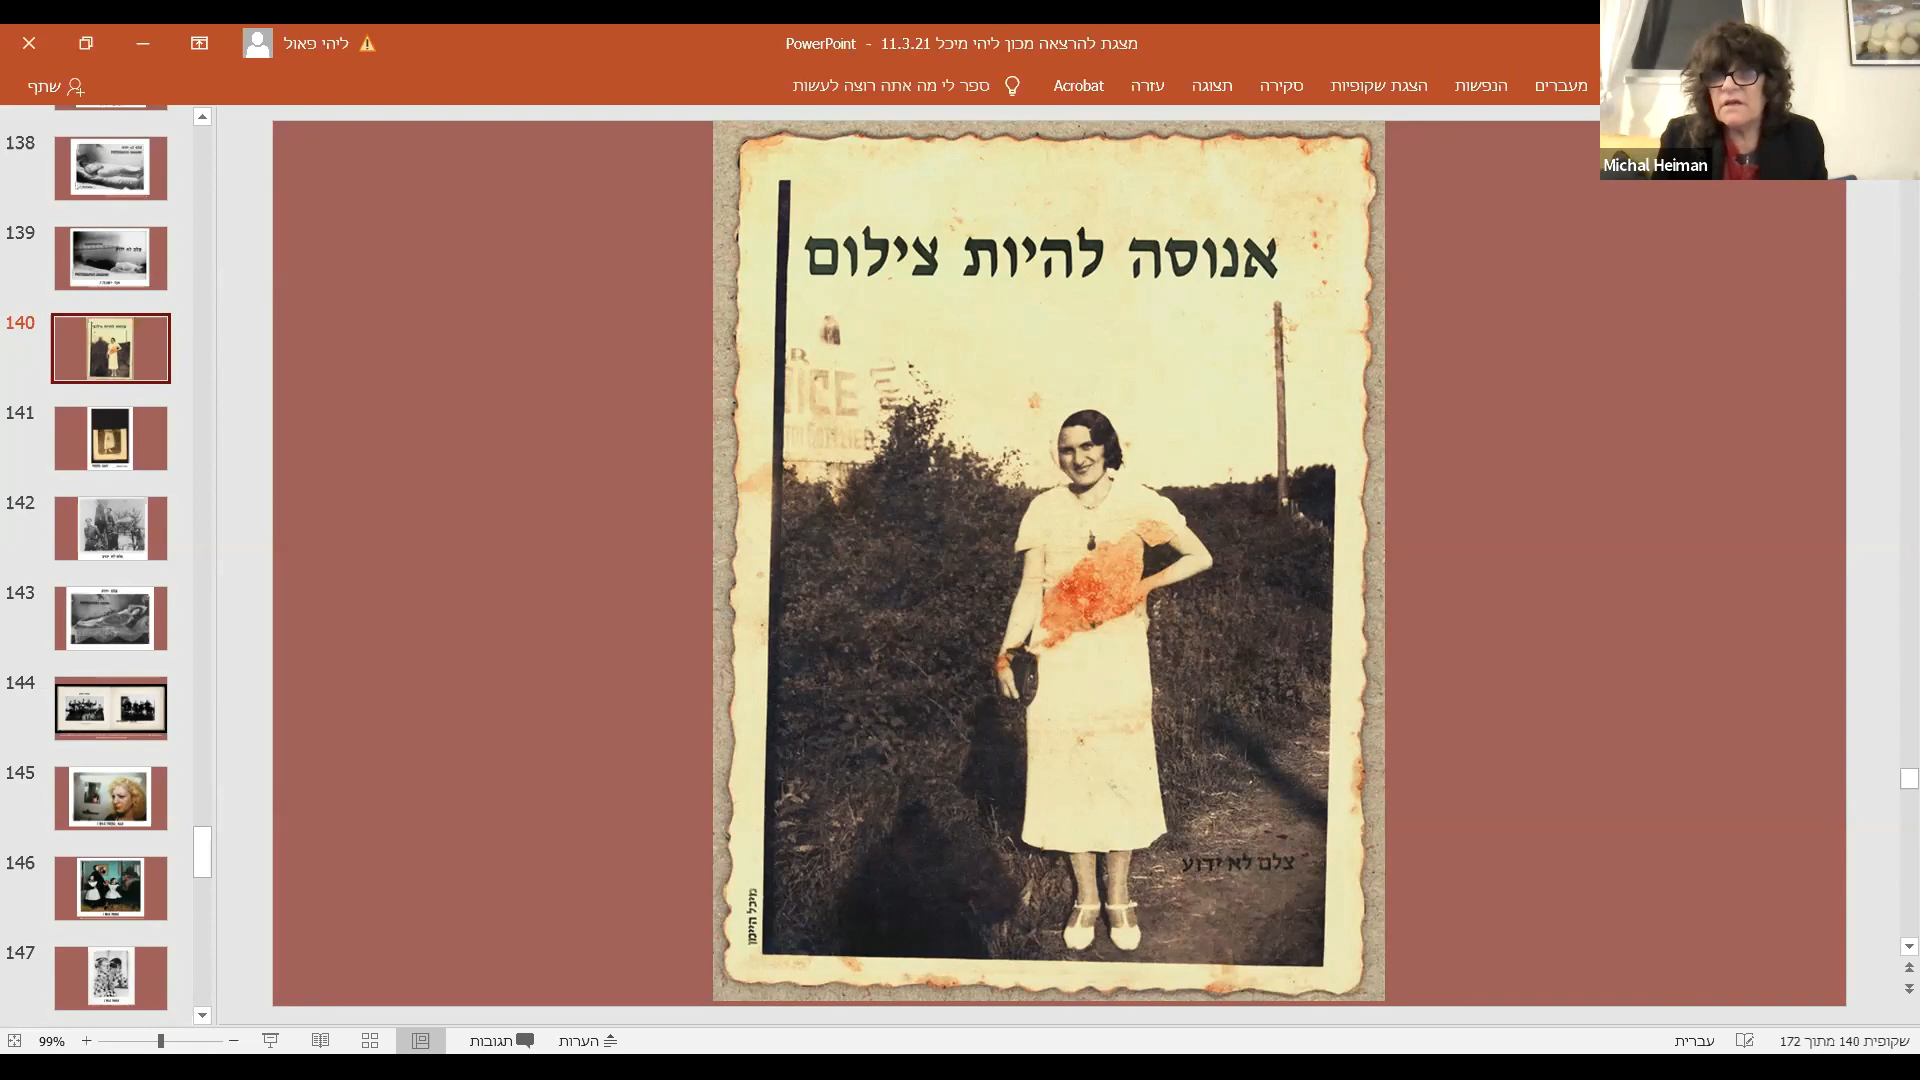 ליהי פאול
מצגת להרצאה מכון ליהי מיכל 11.3.21 - PowerPoint
מעברים
הנפשות
הצגת שקופיות
סקירה
תצוגה
עזרה
Acrobat
ספר לי מה אתה רוצה לעשות
שתף
Michal Heiman
138
139
140
141
142
143
144
145
146
147
אנוסה להיות צילום
ICE
צלם לא ידוע
מיכל היימן
שקופית 140 מתוך 172
עברית
הערות
תגובות
99%